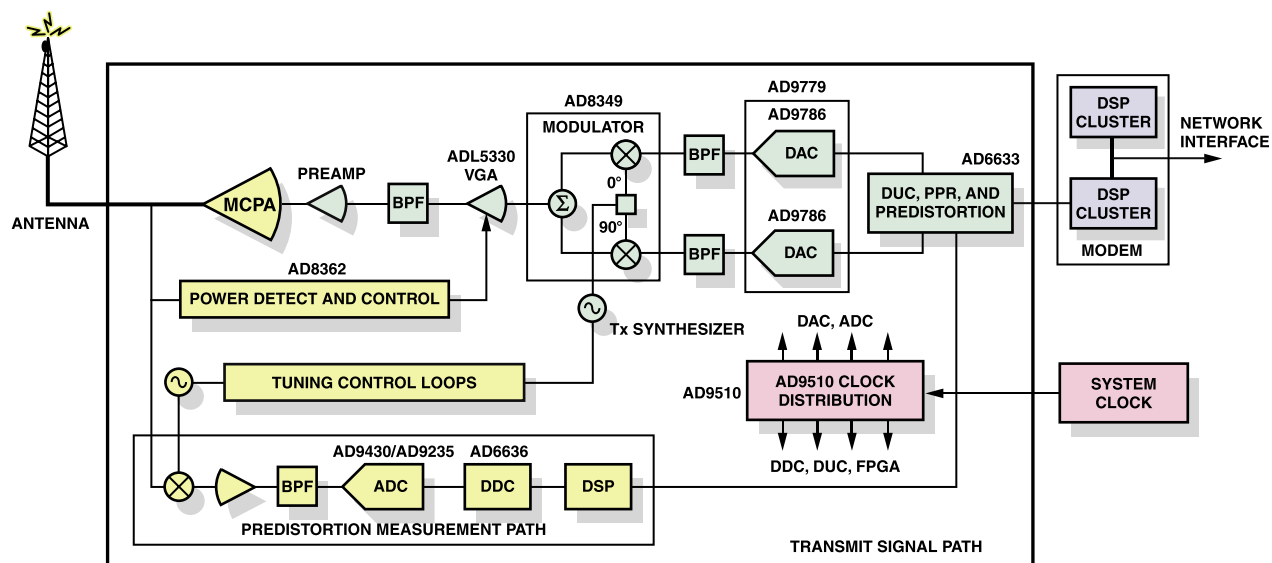 AD9779
AD8349
AD9786
MODULATOR
DSP
CLUSTER
NETWORK
INTERFACE
ADL5330
VGA
BPF
DAC
AD6633
PREAMP
0°
MCPA
BPF
Σ
DUC, PPR, AND
PREDISTORTION
DSP
CLUSTER
ANTENNA
90°
AD9786
BPF
DAC
MODEM
AD8362
POWER DETECT AND CONTROL
Tx SYNTHESIZER
DAC, ADC
TUNING CONTROL LOOPS
AD9510
AD9510 CLOCK
DISTRIBUTION
SYSTEM
CLOCK
AD9430/AD9235
AD6636
DDC, DUC, FPGA
BPF
ADC
DDC
DSP
PREDISTORTION MEASUREMENT PATH
TRANSMIT SIGNAL PATH